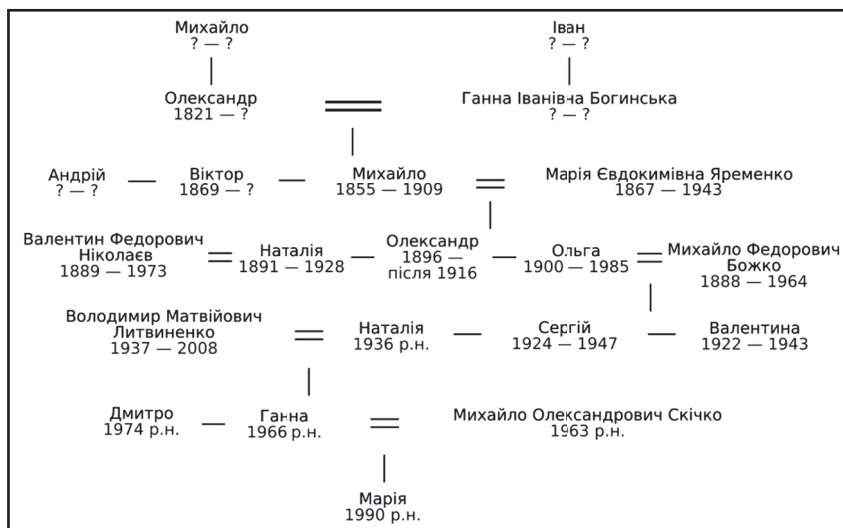 Михайло
? — ?
Іван
? — ?
Олександр
1821 — ?
Ганна Іванівна Богинська
? — ?
Андрій
? — ?
Віктор
1869 — ?
Михайло
1855 — 1909
Марія Євдокимівна Яременко
1867 — 1943
Валентин Федорович
Ніколаєв
1889 — 1973
Наталія
1891 — 1928
Олександр
1896 —
після 1916
Ольга
1900 — 1985
Михайло Федорович
Божко
1888 — 1964
Володимир Матвійович
Литвиненко
1937 — 2008
Наталія
1936 р.н.
Сергій
1924 — 1947
Валентина
1922 — 1943
Дмитро
1974 р.н.
Ганна
1966 р.н.
Михайло Олександрович Скічко
1963 р.н.
Марія
1990 р.н.